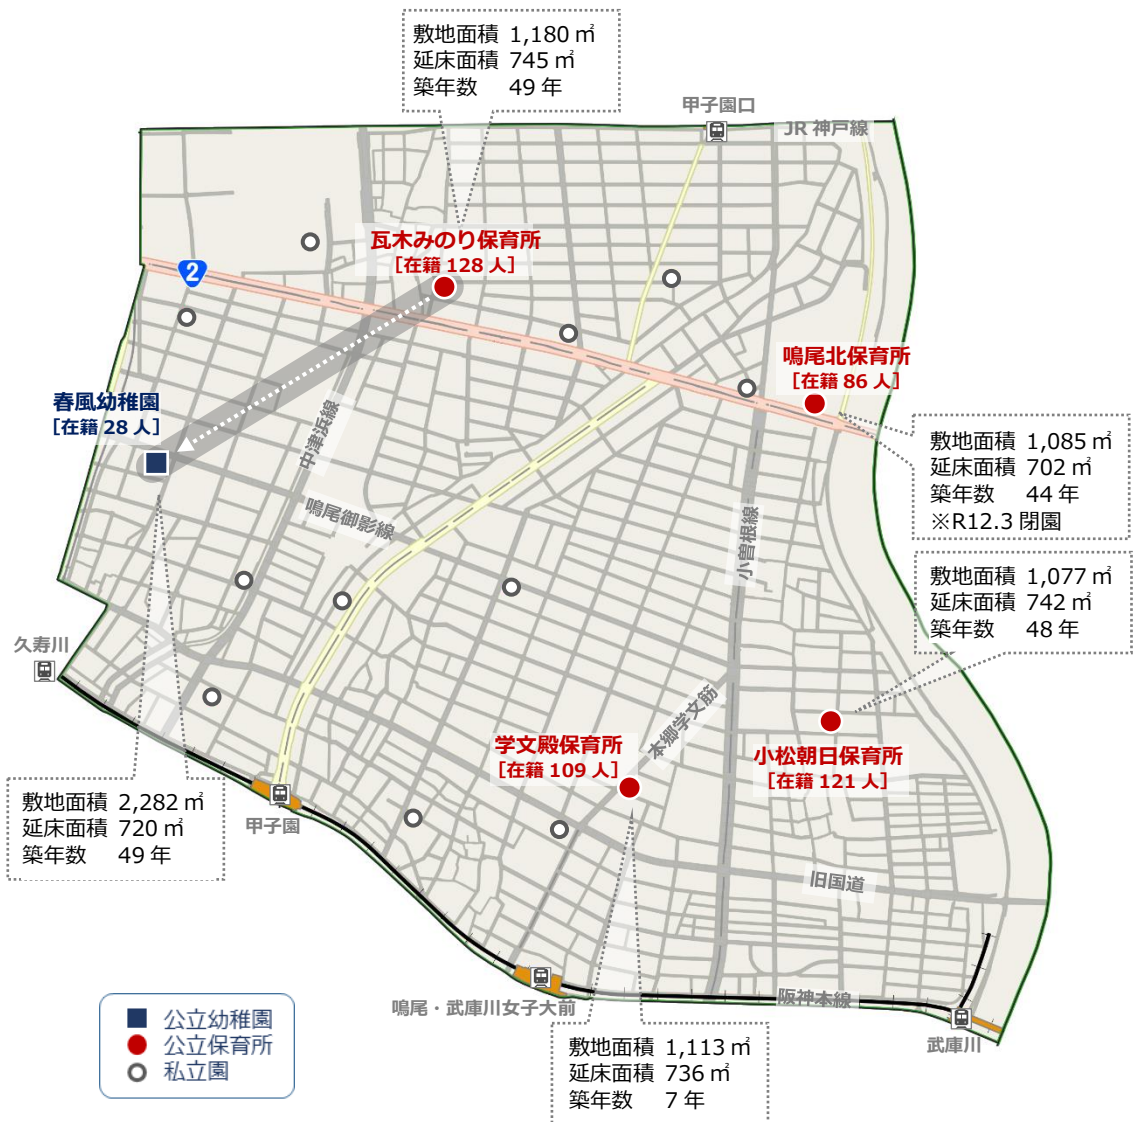 敷地面積 1,180 ㎡
延床面積 745 ㎡
築年数 49 年
甲子園口
JR 神戸線
瓦木みのり保育所
[在籍 128 人]
2
鳴尾北保育所
[在籍 86 人]
春風幼稚園
[在籍 28 人]
中津浜線
敷地面積 1,085 ㎡
延床面積 702 ㎡
築年数 44 年
※R12.3 閉園
鳴尾御影線
小曽根線
敷地面積 1,077 ㎡
延床面積 742 ㎡
築年数 48 年
久寿川
本郷学文筋
学文殿保育所
[在籍 109 人]
小松朝日保育所
[在籍 121 人]
敷地面積 2,282 ㎡
延床面積 720 ㎡
築年数 49 年
甲子園
旧国道
鳴尾・武庫川女子大前
阪神本線
武庫川
公立幼稚園
公立保育所
私立園
敷地面積 1,113 ㎡
延床面積 736 ㎡
築年数 7 年